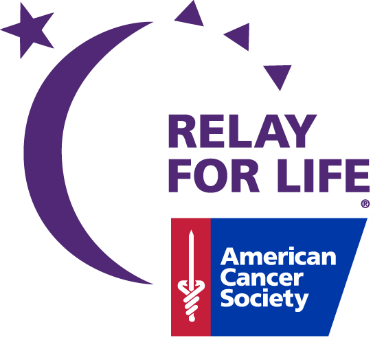 RELAY
FOR LIFE
®
American
Cancer
Society